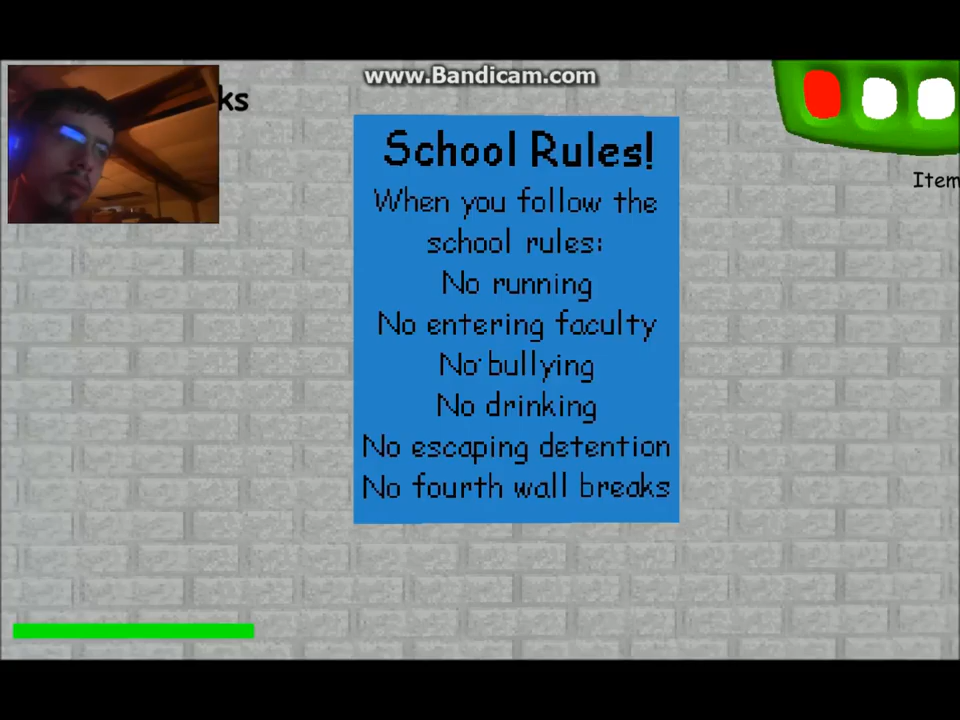 www.Bandicam.com
ks
School Rules!
When you follow the
school rules:
No running
No entering faculty
No bullying
No drinking
No escaping detention
No fourth wall breaks
Item